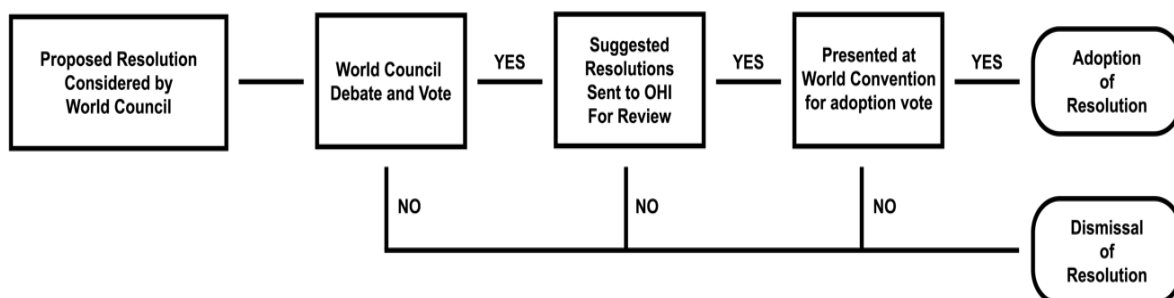 Proposed Resolution
Considered by
World Council
World Council
Debate and Vote
YES
Suggested
Resolutions
Sent to OHI
For Review
YES
Presented at
World Convention
for adoption vote
YES
Adoption
of
Resolution
NO
NO
NO
Dismissal
of
Resolution